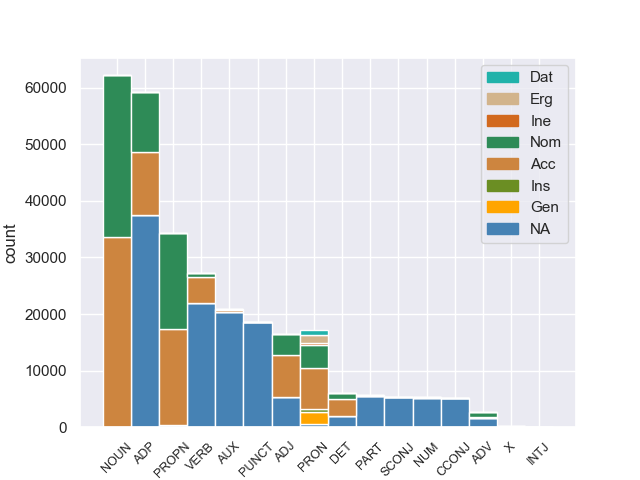 60000
50000
40000
30000
20000
10000
0
count
NOUN
ADP
PROPN
VERB
AUX
PUNCT
ADJ
PRON
DET
PART
SCONJ
NUM
CCONJ
ADV
X
INTJ
Dat
Erg
Ine
Nom
Acc
Ins
Gen
NA